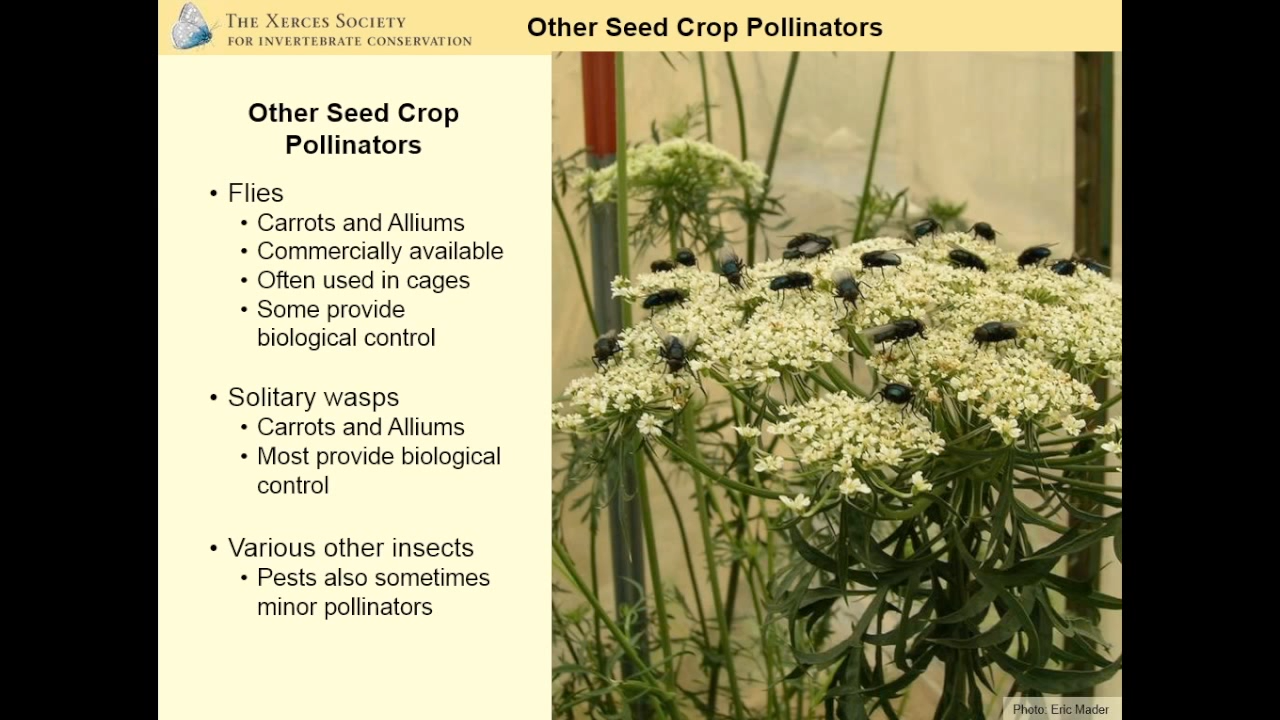 THE XERCES SOCIETY
FOR INVERTEBRATE CONSERVATION
Other Seed Crop Pollinators
Other Seed Crop
Pollinators
• Flies
• Carrots and Alliums
• Commercially available
• Often used in cages
• Some provide
biological control
• Solitary wasps
• Carrots and Alliums
• Most provide biological
control
• Various other insects
• Pests also sometimes
minor pollinators
Photo: Eric Mader